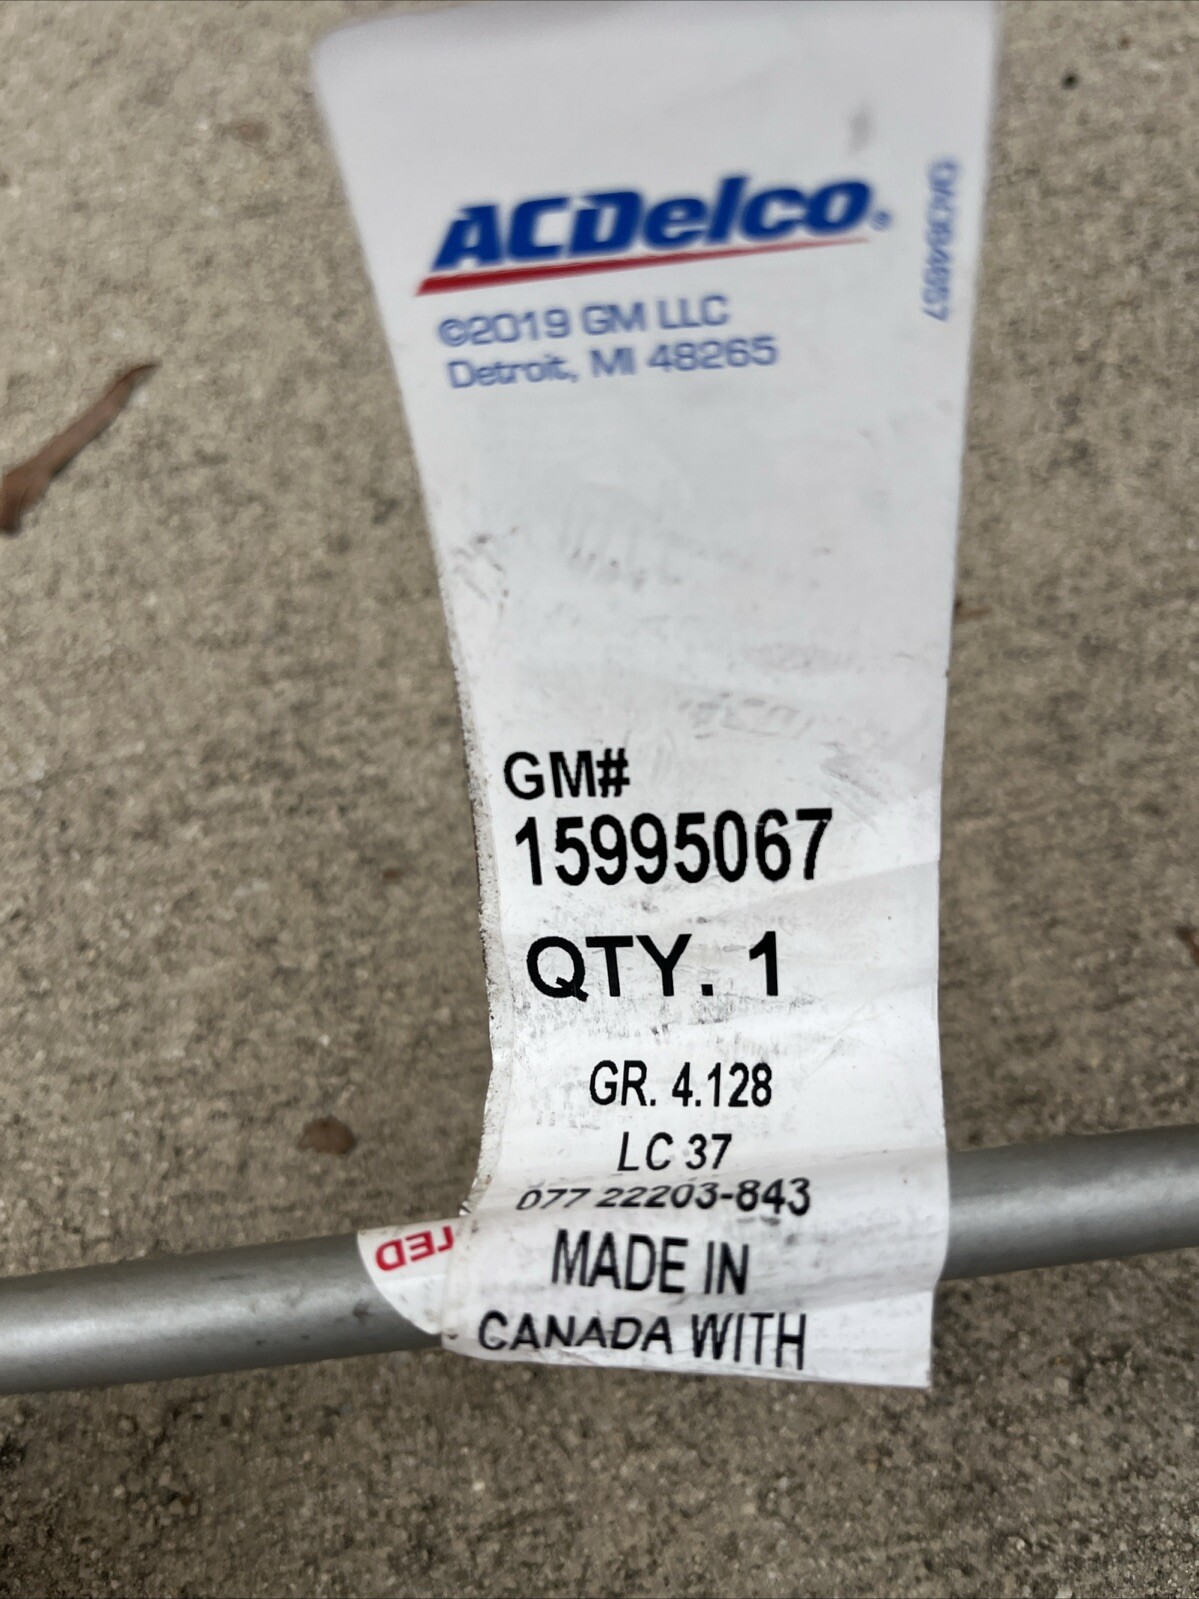 ACDelco®
©2019 GM LLC
Detroit, MI 48265
GM#
15995067
QTY. 1
GR. 4.128
LC 37
077 22203-843
MADE IN
CANADA WITH